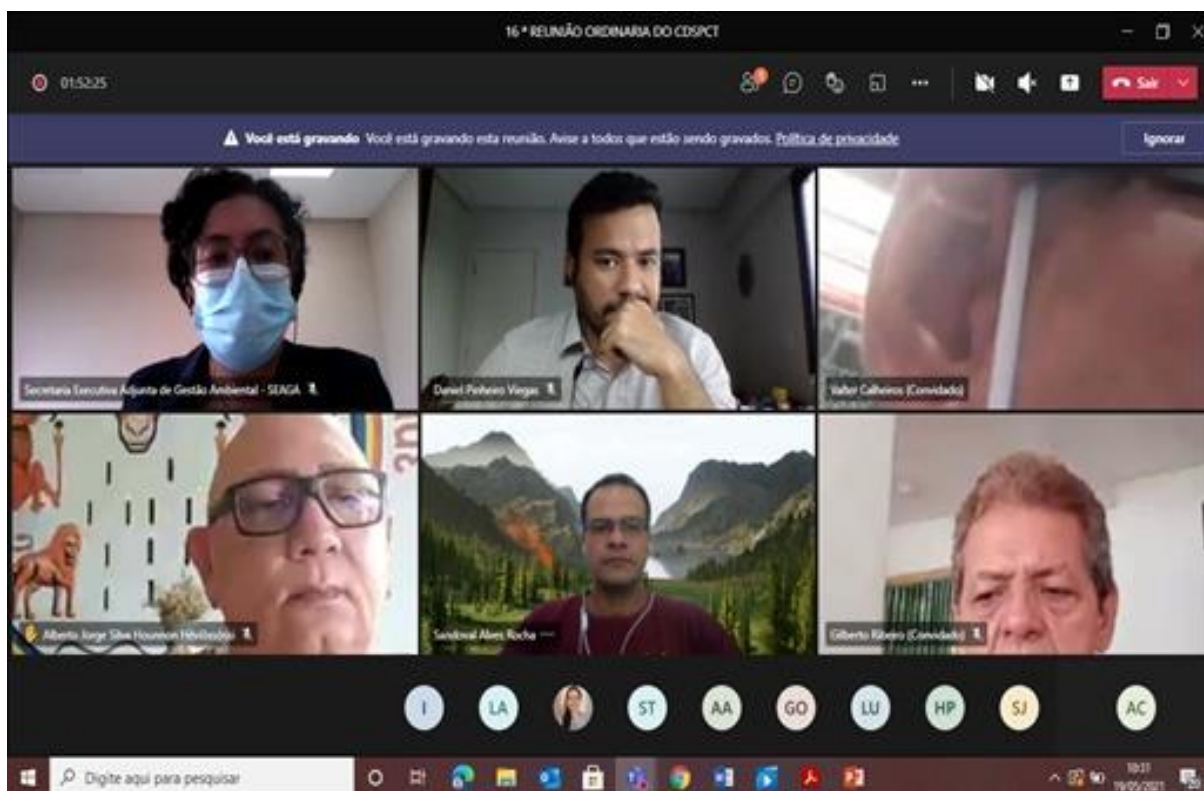 16 ª REUNIÃO ORDINARIA DO CDSPCT
01:52:25
Sair
Você está gravando Você está gravando esta reunião. Avise a todos que estão sendo gravados. Política de privacidade
Ignorar
Secretaria Executiva Adjunta de Gestão Ambiental - SEAGA
Daniel Pinheiro Viegas
Valter Calheiros (Convidado)
Alberto Jorge Silva
Sandoval Alves Rocha
Gilberto Ribeiro (Convidado)
I
LA
ST
AA
GO
LU
HP
SJ
AC
Digite aqui para pesquisar
19/05/2021